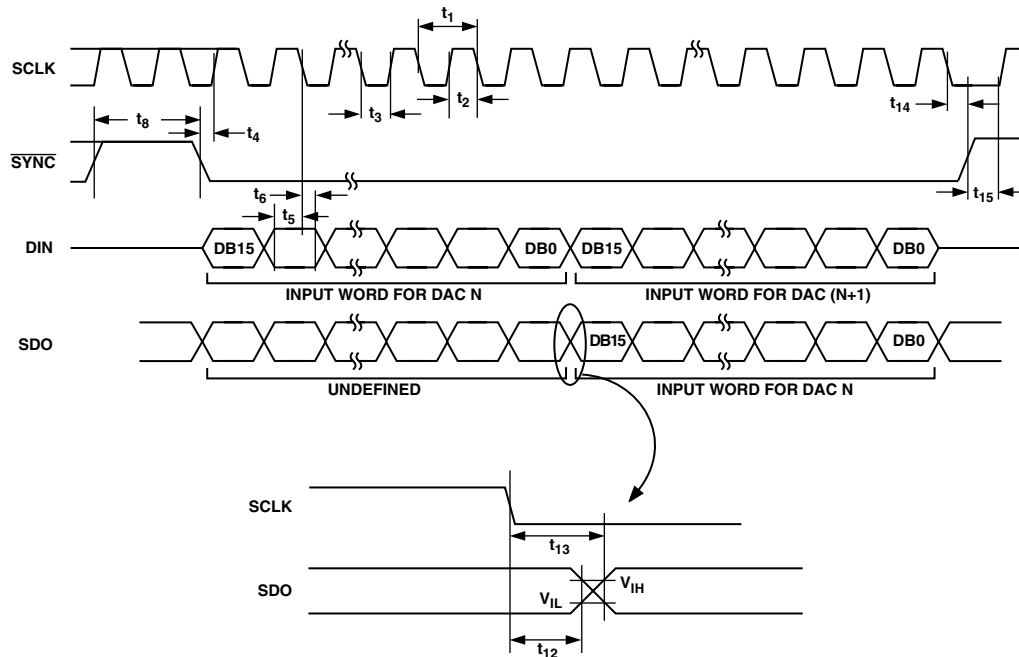 t1
SCLK
t3
t2
t14
t8
t4
SYNC
t15
t6
t5
DIN
DB15
DB0
DB15
DB0
INPUT WORD FOR DAC N
INPUT WORD FOR DAC (N+1)
SDO
DB15
DB0
UNDEFINED
INPUT WORD FOR DAC N
SCLK
t13
SDO
VIH
VIL
t12